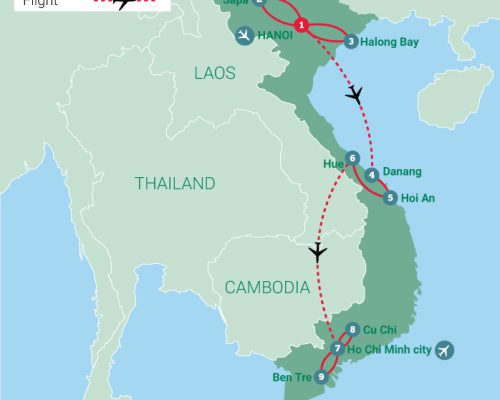 Flight
Sapa
2
1
HANOI
3
Halong Bay
LAOS
THAILAND
Hue
6
4
Danang
5
Hoi An
CAMBODIA
8
Cu Chi
7
Ho Chi Minh city
Ben Tre
9